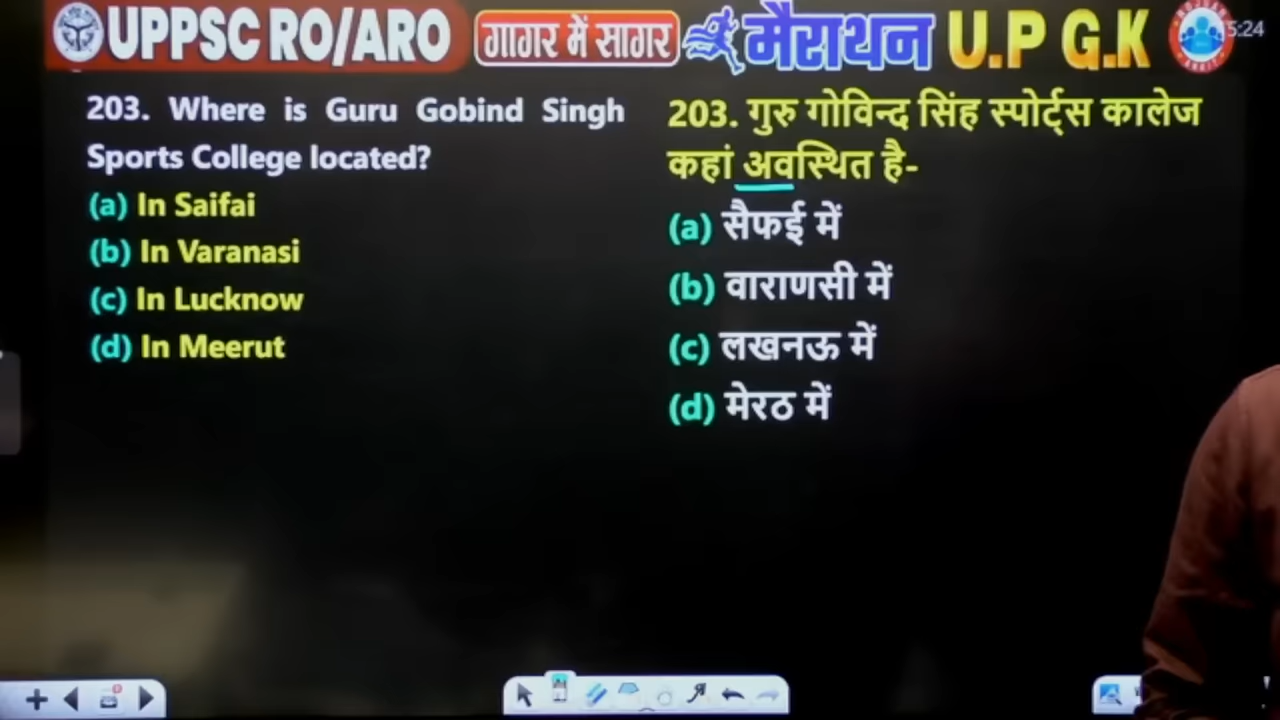 UPPSC RO/ARO गागर में सागर मैराथन U.P G.K
5:24
203. Where is Guru Gobind Singh
Sports College located?
(a) In Saifai
(b) In Varanasi
(c) In Lucknow
(d) In Meerut
203. गुरु गोविन्द सिंह स्पोर्ट्स कालेज
कहां अवस्थित है-
(a) सैफई में
(b) वाराणसी में
(c) लखनऊ में
(d) मेरठ में